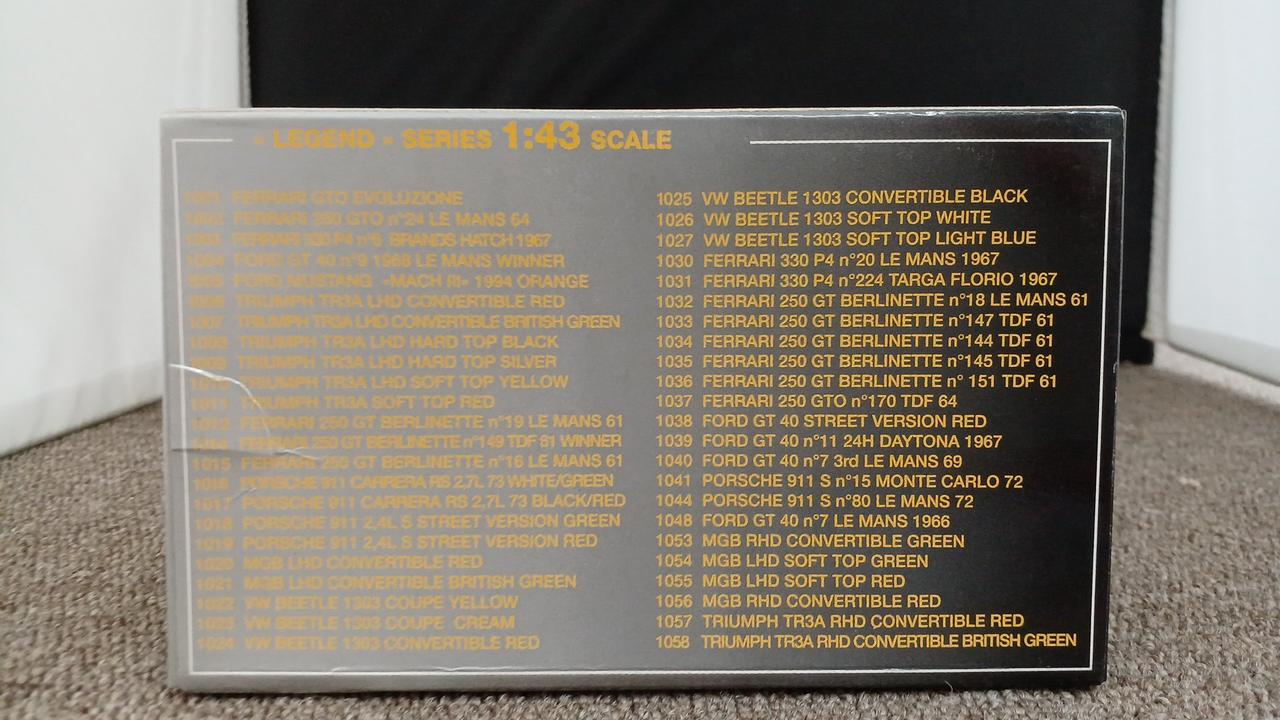 « LEGEND » SERIES 1:43 SCALE
1001 FERRARI GTO EVOLUZIONE
1002 FERRARI 250 GTO n°24 LE MANS 64
1003 FERRARI 330 P4 n°6 BRANDS HATCH 1967
1004 FORD GT 40 n°9 1968 LE MANS WINNER
1005 FORD MUSTANG «MACH III» 1994 ORANGE
1006 TRIUMPH TR3A LHD CONVERTIBLE RED
1007 TRIUMPH TR3A LHD CONVERTIBLE BRITISH GREEN
TRIUMPH TR3A LHD HARD TOP BLACK
1009 TRIUMPH TR3A LHD HARD TOP SILVER
1010 TRIUMPH TR3A LHD SOFT TOP YELLOW
1011 TRIUMPH TR3A SOFT TOP RED
FERRARI 250 GT BERLINETTE n°19 LE MANS 61
1014 FERRARI 250 GT BERLINETTE n°149 TDF 61 WINNER
1015 FERRARI 250 GT BERLINETTE n°16 LE MANS 61
1016 PORSCHE 911 CARRERA RS 2,7L 73 WHITE/GREEN
1017 PORSCHE 911 CARRERA RS 2,7L 73 BLACK/RED
1018 PORSCHE 911 2,4L S STREET VERSION GREEN
1019 PORSCHE 911 2,4L S STREET VERSION RED
1020 MGB LHD CONVERTIBLE RED
1021 MGB LHD CONVERTIBLE BRITISH GREEN
1022 VW BEETLE 1303 COUPE YELLOW
1023 VW BEETLE 1303 COUPE CREAM
1024 VW BEETLE 1303 CONVERTIBLE RED
1025 VW BEETLE 1303 CONVERTIBLE BLACK
1026 VW BEETLE 1303 SOFT TOP WHITE
1027 VW BEETLE 1303 SOFT TOP LIGHT BLUE
1030 FERRARI 330 P4 n°20 LE MANS 1967
1031 FERRARI 330 P4 n°224 TARGA FLORIO 1967
1032 FERRARI 250 GT BERLINETTE n°18 LE MANS 61
1033 FERRARI 250 GT BERLINETTE n°147 TDF 61
1034 FERRARI 250 GT BERLINETTE n°144 TDF 61
1035 FERRARI 250 GT BERLINETTE n°145 TDF 61
1036 FERRARI 250 GT BERLINETTE n° 151 TDF 61
1037 FERRARI 250 GTO n°170 TDF 64
1038 FORD GT 40 STREET VERSION RED
1039 FORD GT 40 n°11 24H DAYTONA 1967
1040 FORD GT 40 n°7 3rd LE MANS 69
1041 PORSCHE 911 S n°15 MONTE CARLO 72
1044 PORSCHE 911 S n°80 LE MANS 72
1048 FORD GT 40 n°7 LE MANS 1966
1053 MGB RHD CONVERTIBLE GREEN
1054 MGB LHD SOFT TOP GREEN
1055 MGB LHD SOFT TOP RED
1056 MGB RHD CONVERTIBLE RED
1057 TRIUMPH TR3A RHD CONVERTIBLE RED
1058 TRIUMPH TR3A RHD CONVERTIBLE BRITISH GREEN